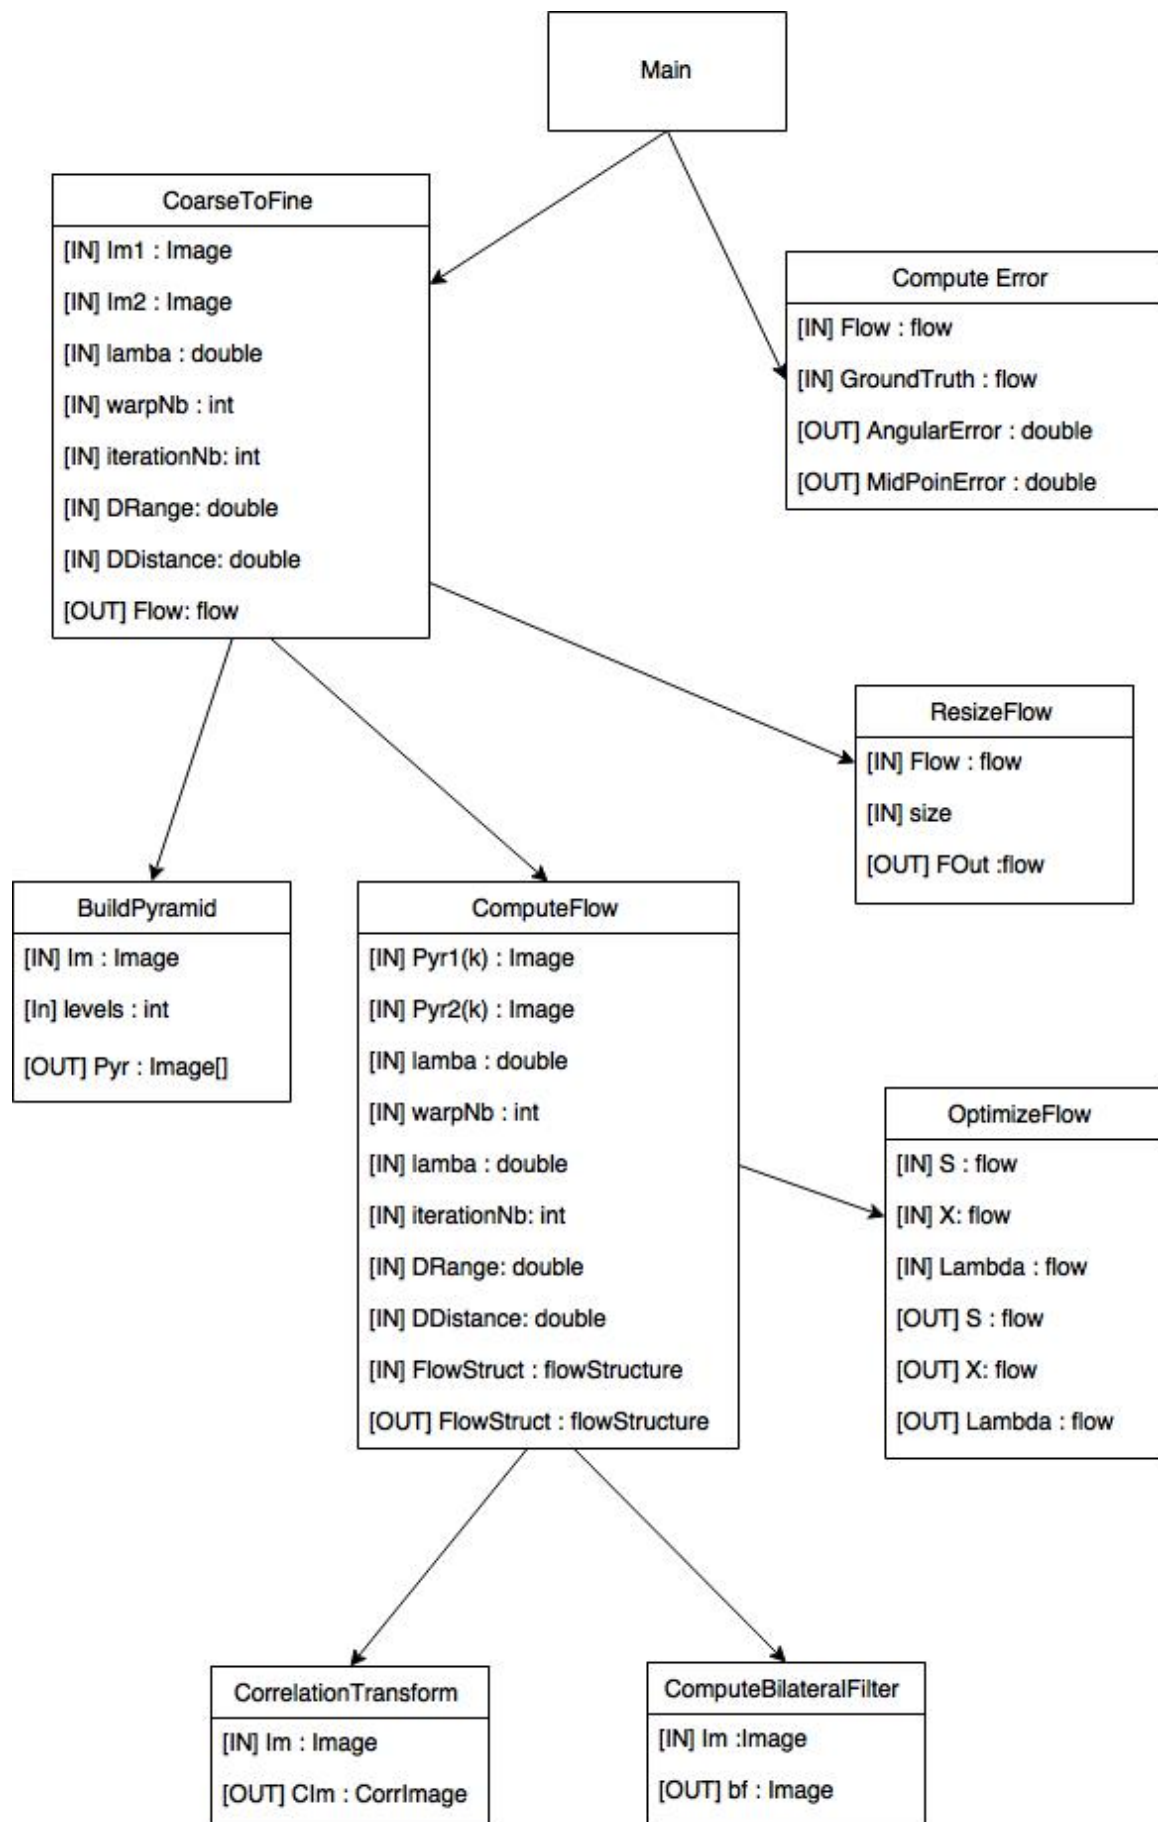 Main
CoarseToFine
[IN] Im1 : Image
[IN] Im2 : Image
[IN] lamba : double
[IN] warpNb : int
[IN] iterationNb: int
[IN] DRange: double
[IN] DDistance: double
[OUT] Flow: flow
Compute Error
[IN] Flow : flow
[IN] GroundTruth : flow
[OUT] AngularError : double
[OUT] MidPoinError : double
ResizeFlow
[IN] Flow : flow
[IN] size
[OUT] FOut :flow
BuildPyramid
[IN] Im : Image
[In] levels : int
[OUT] Pyr : Image[]
ComputeFlow
[IN] Pyr1(k) : Image
[IN] Pyr2(k) : Image
[IN] lamba : double
[IN] warpNb : int
[IN] lamba : double
[IN] iterationNb: int
[IN] DRange: double
[IN] DDistance: double
[IN] FlowStruct : flowStructure
[OUT] FlowStruct : flowStructure
OptimizeFlow
[IN] S : flow
[IN] X: flow
[IN] Lambda : flow
[OUT] S : flow
[OUT] X: flow
[OUT] Lambda : flow
CorrelationTransform
[IN] Im : Image
[OUT] CIm : CorrImage
ComputeBilateralFilter
[IN] Im :Image
[OUT] bf : Image